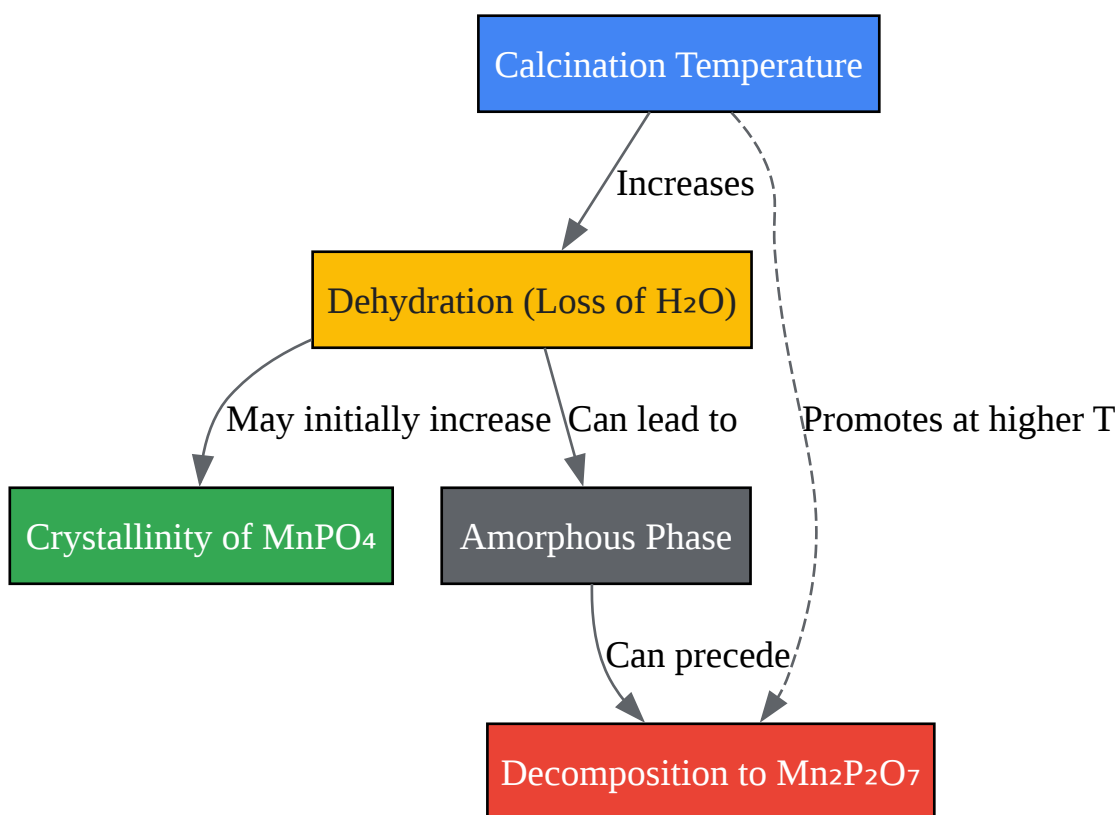 Calcination Temperature
Increases
Dehydration (Loss of H₂O)
May initially increase
Can lead to
Promotes at higher T
Crystallinity of MnPO₄
Amorphous Phase
Can precede
Decomposition to Mn₂P₂O₇